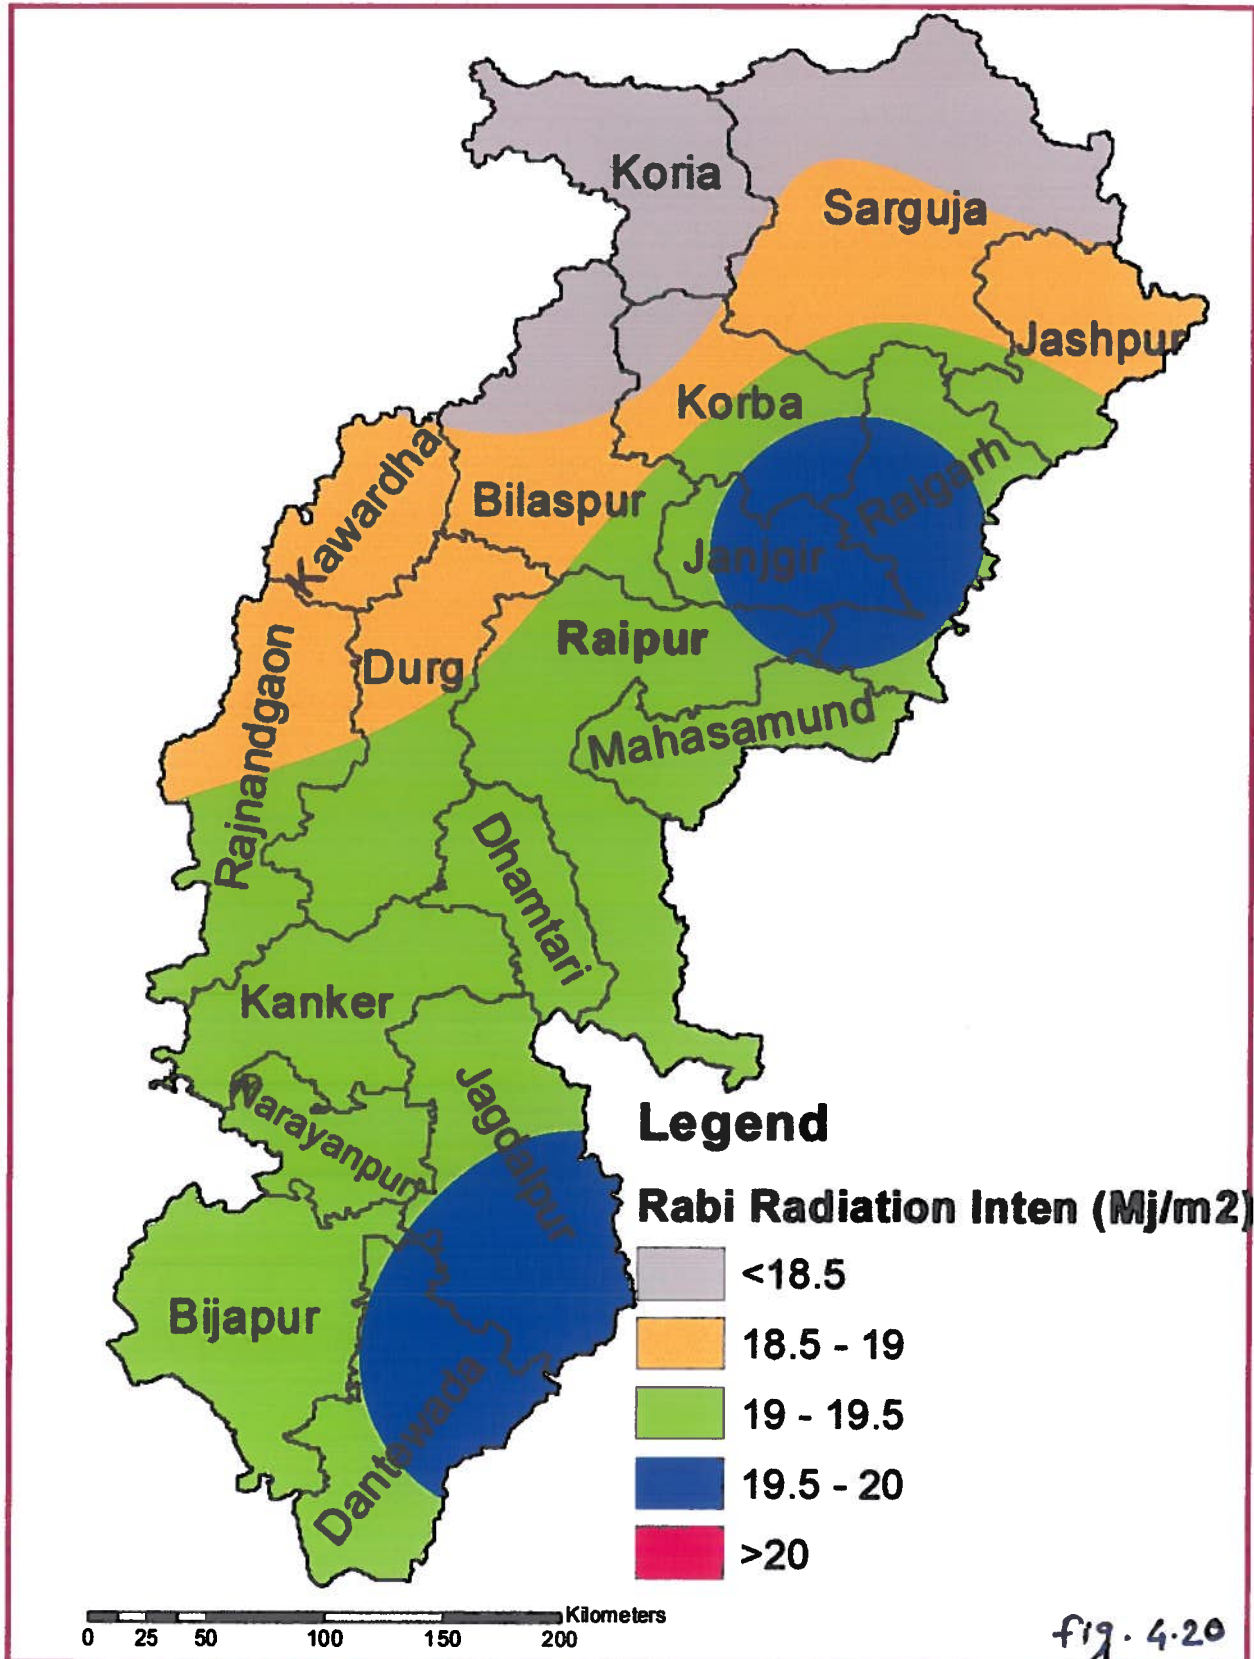 Koria
Sarguja
Jashpur
Korba
Kawardha
Bilaspur
Raigarh
Janjgir
Raipur
Durg
Rajnandgaon
Mahasamund
Dhamtari
Kanker
Jagdalpur
Narayanpur
Bijapur
Dantewada
Legend
Rabi Radiation Inten (Mj/m2)
<18.5
18.5 - 19
19 - 19.5
19.5 - 20
>20
Kilometers
0 25 50 100 150 200
fig. 4.20